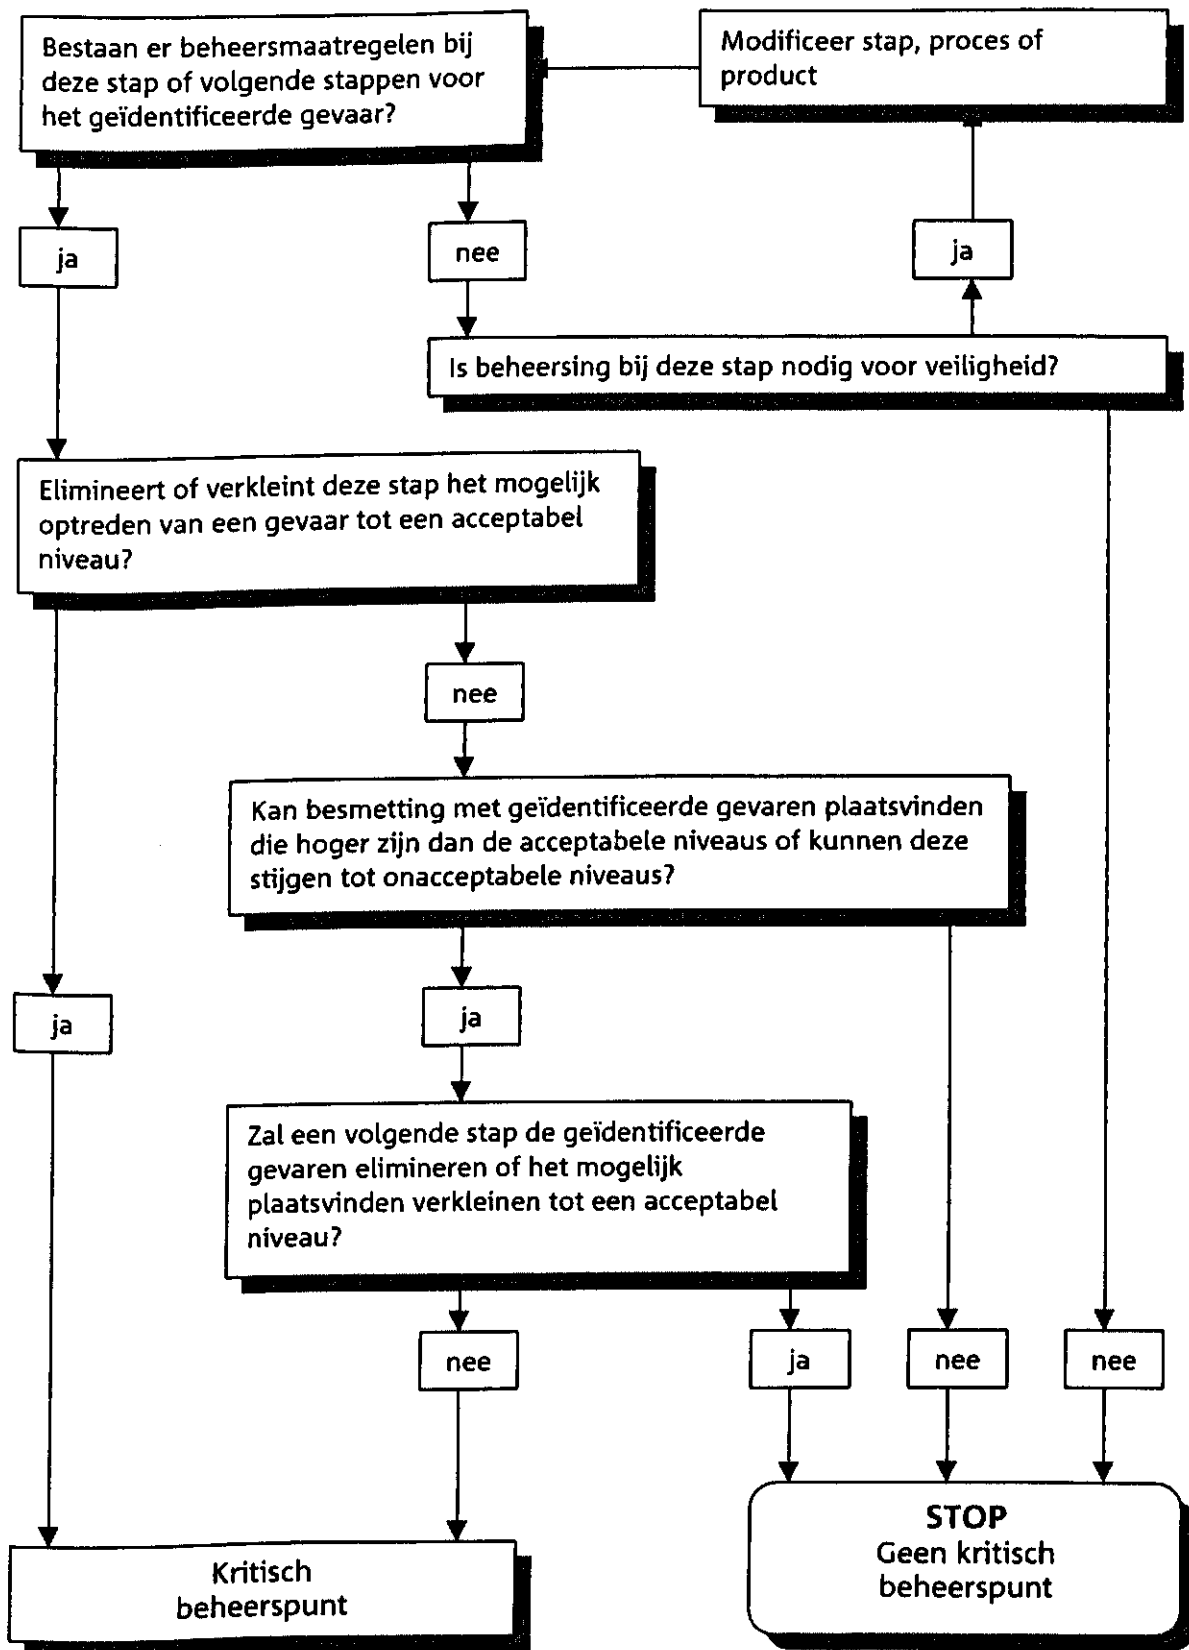 Bestaan er beheersmaatregelen bij
deze stap of volgende stappen voor
het geïdentificeerde gevaar?
Modificeer stap, proces of
product
ja
nee
ja
Is beheersing bij deze stap nodig voor veiligheid?
Elimineert of verkleint deze stap het mogelijk
optreden van een gevaar tot een acceptabel
niveau?
nee
Kan besmetting met geïdentificeerde gevaren plaatsvinden
die hoger zijn dan de acceptabele niveaus of kunnen deze
stijgen tot onacceptabele niveaus?
ja
ja
Zal een volgende stap de geïdentificeerde
gevaren elimineren of het mogelijk
plaatsvinden verkleinen tot een acceptabel
niveau?
nee
ja
nee
nee
Kritisch
beheerspunt
STOP
Geen kritisch
beheerspunt